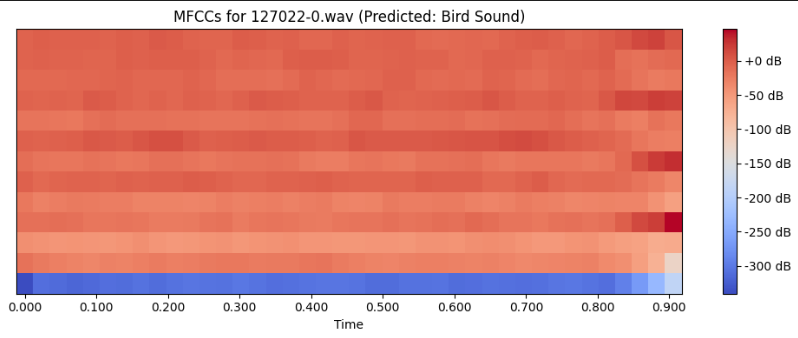 MFCCs for 127022-0.wav (Predicted: Bird Sound)
+0 dB
-50 dB
-100 dB
-150 dB
-200 dB
-250 dB
-300 dB
0.000 0.100 0.200 0.300 0.400 0.500 0.600 0.700 0.800 0.900
Time